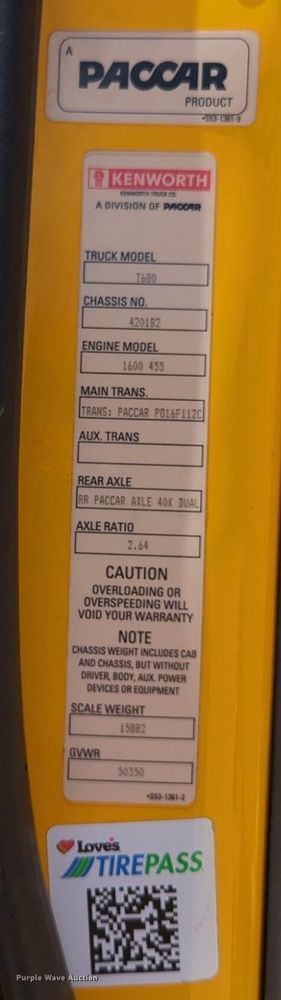 A
PACCAR
PRODUCT
•S53-1361-9
KENWORTH
KENWORTH TRUCK CO.
A DIVISION OF PACCAR
TRUCK MODEL
T680
CHASSIS NO.
420182
ENGINE MODEL
1600 455
MAIN TRANS.
TRANS: PACCAR PO16F112C
AUX. TRANS
REAR AXLE
RR PACCAR AXLE 40K DUAL
AXLE RATIO
2.64
CAUTION
OVERLOADING OR
OVERSPEEDING WILL
VOID YOUR WARRANTY
NOTE
CHASSIS WEIGHT INCLUDES CAB
AND CHASSIS, BUT WITHOUT
DRIVER, BODY, AUX. POWER
DEVICES OR EQUIPMENT
SCALE WEIGHT
15882
GVWR
50350
•S53-1361-2
Love's
TIREPASS
Purple Wave Auction